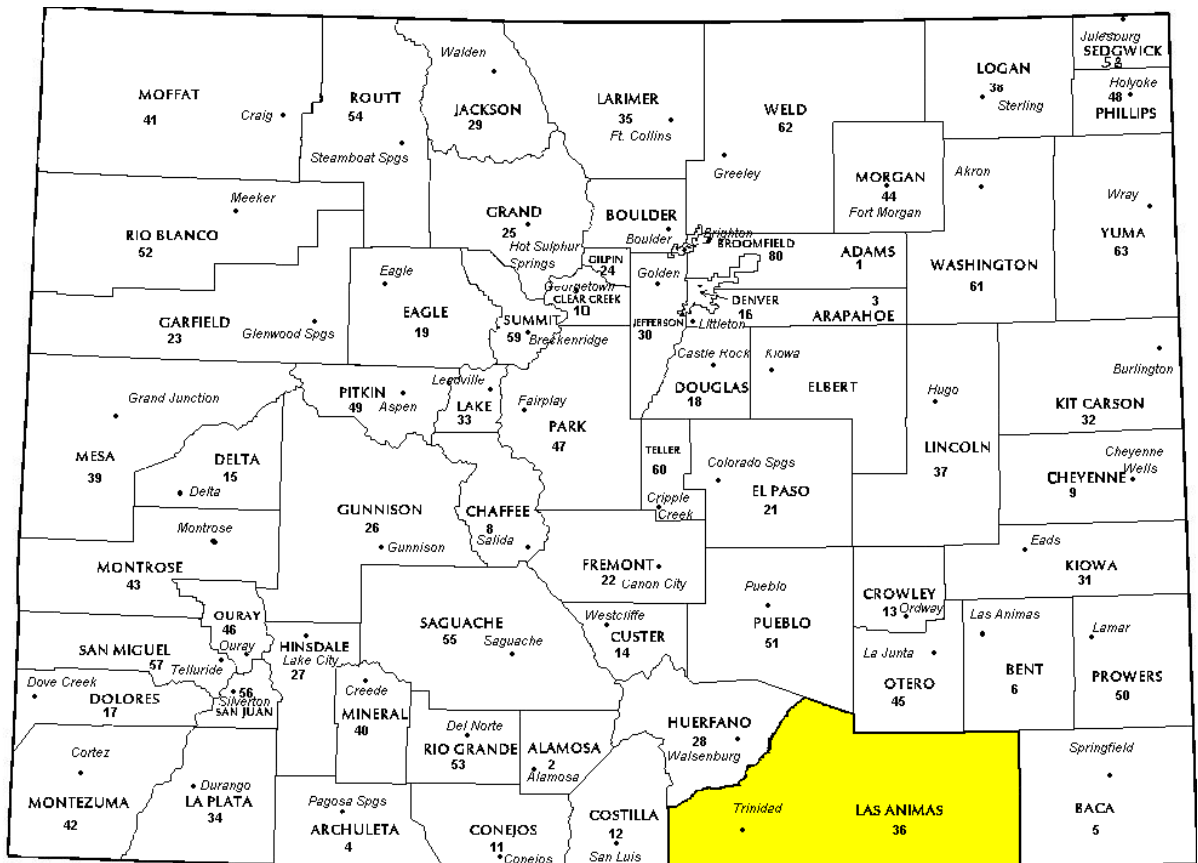 MOFFAT
41
Craig
ROUTT
54
Steamboat Spgs
Walden
JACKSON
29
LARIMER
35
Ft. Collins
WELD
62
Greeley
LOGAN
38
Sterling
Julesburg
SEDGWICK
58
Holyoke
48
PHILLIPS
MORGAN
44
Fort Morgan
Akron
WASHINGTON
61
Wray
YUMA
63
Meeker
RIO BLANCO
52
GRAND
25
Hot Sulphur
Springs
BOULDER
Boulder
Brighton
BROOMFIELD
80
ADAMS
1
GILPIN
24
Golden
Georgetown
CLEAR CREEK
10
DENVER
16
3
ARAPAHOE
JEFFERSON
30
Littleton
GARFIELD
23
Glenwood Spgs
Eagle
EAGLE
19
SUMMIT
59
Breckenridge
Castle Rock
DOUGLAS
18
Kiowa
ELBERT
Hugo
LINCOLN
37
Burlington
KIT CARSON
32
Grand Junction
MESA
39
PITKIN
49
Aspen
Leadville
LAKE
33
Fairplay
PARK
47
TELLER
60
Cripple
Creek
Colorado Spgs
EL PASO
21
Cheyenne
Wells
CHEYENNE
9
DELTA
15
Delta
GUNNISON
26
Gunnison
CHAFFEE
8
Salida
Montrose
MONTROSE
43
FREMONT
22
Canon City
Pueblo
PUEBLO
51
CROWLEY
13
Ordway
Eads
KIOWA
31
OURAY
46
Ouray
HINSDALE
Lake City
27
SAGUACHE
55
Saguache
Westcliffe
CUSTER
14
La Junta
OTERO
45
Las Animas
BENT
6
Lamar
PROWERS
50
SAN MIGUEL
57
Telluride
Dove Creek
DOLORES
17
56
Silverton
SAN JUAN
Creede
MINERAL
40
Del Norte
RIO GRANDE
53
ALAMOSA
2
Alamosa
HUERFANO
28
Walsenburg
Cortez
MONTEZUMA
42
Durango
LA PLATA
34
Pagosa Spgs
ARCHULETA
4
CONEJOS
11
Conejos
COSTILLA
12
San Luis
Trinidad
LAS ANIMAS
36
Springfield
BACA
5